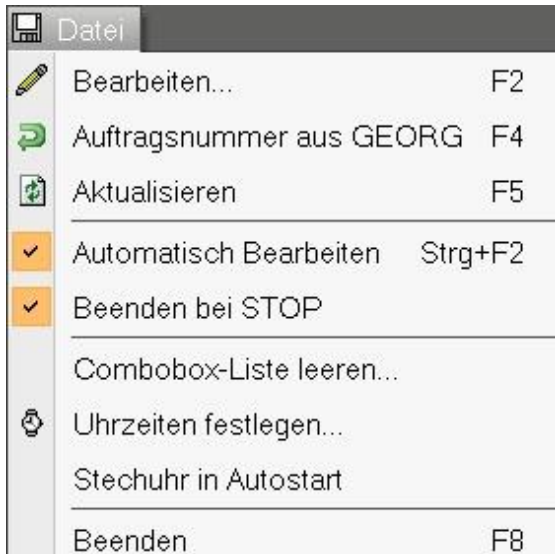 Datei
Bearbeiten... F2
Auftragsnummer aus GEORG F4
Aktualisieren F5
Automatisch Bearbeiten Strg+F2
Beenden bei STOP
Combobox-Liste leeren...
Uhrzeiten festlegen...
Stechuhr in Autostart
Beenden F8